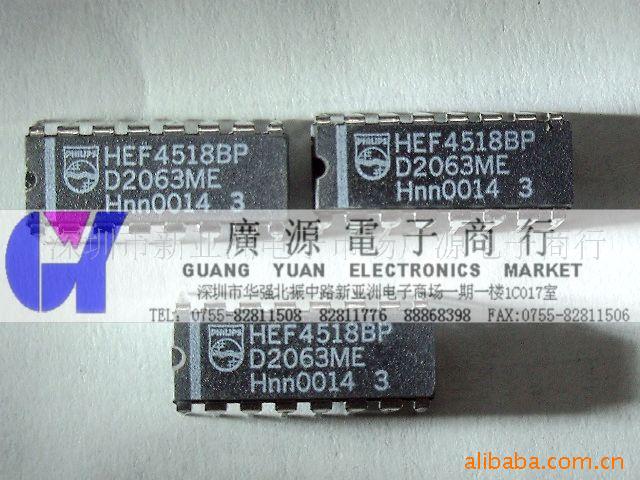 PHILIPS
HEF4518BP
D2063ME
Hnn0014 3
PHILIPS
HEF4518BP
D2063ME
Hnn0014 3
廣源電子商行
GUANG YUAN ELECTRONICS MARKET
深圳市华强北振中路新亚洲电子商场一期一楼1C017室
TEL: 0755-82811508 82811776 88868398 FAX:0755-82811506
PHILIPS
HEF4518BP
D2063ME
Hnn0014 3
alibaba.com.cn